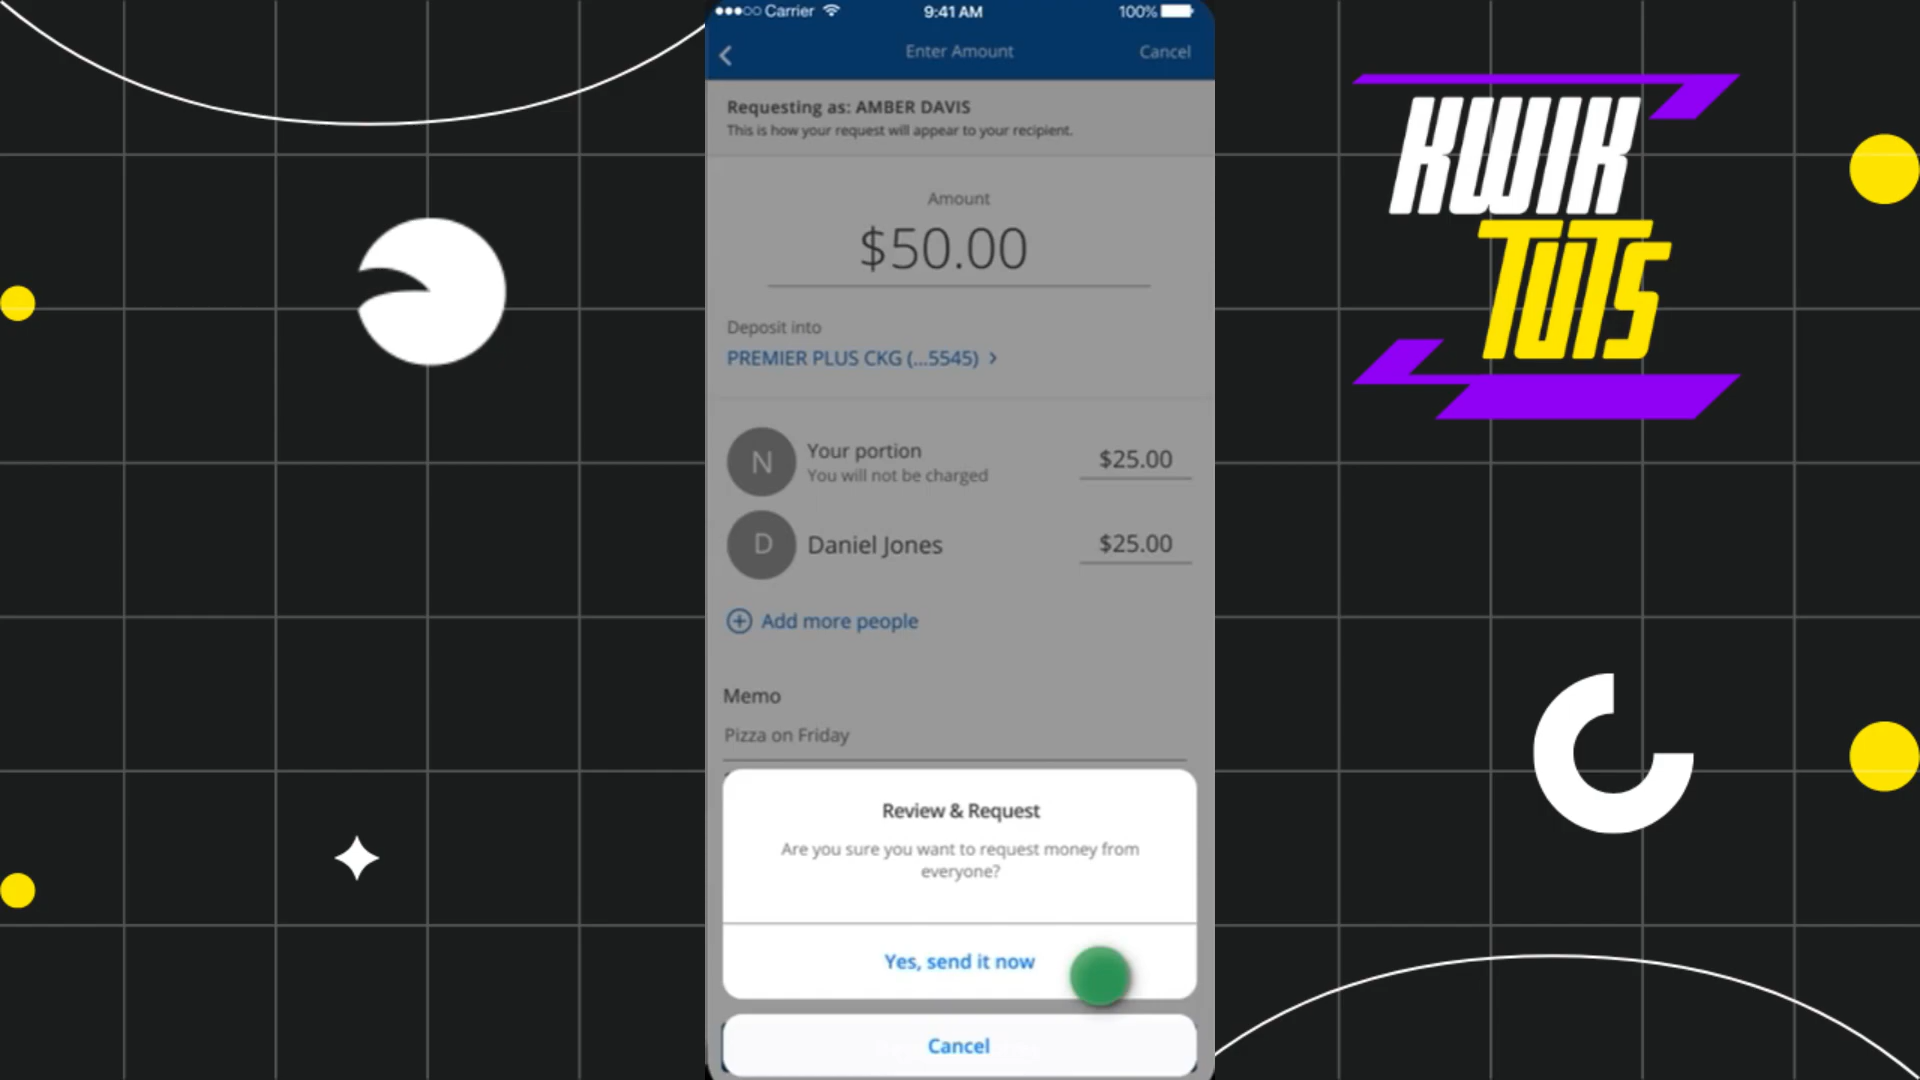 Carrier 9:41 AM 100%
Enter Amount Cancel
Requesting as: AMBER DAVIS
This is how your request will appear to your recipient.
Amount
$50.00
Deposit into
PREMIER PLUS CKG (...5545) >
N Your portion $25.00
You will not be charged
D Daniel Jones $25.00
Add more people
Memo
Pizza on Friday
Review & Request
Are you sure you want to request money from
everyone?
Yes, send it now
Cancel
KWIK
TUTS